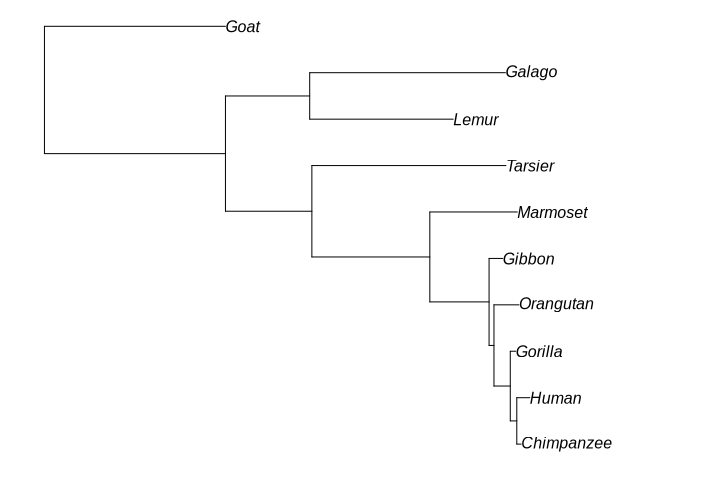 Goat
Galago
Lemur
Tarsier
Marmoset
Gibbon
Orangutan
Gorilla
Human
Chimpanzee